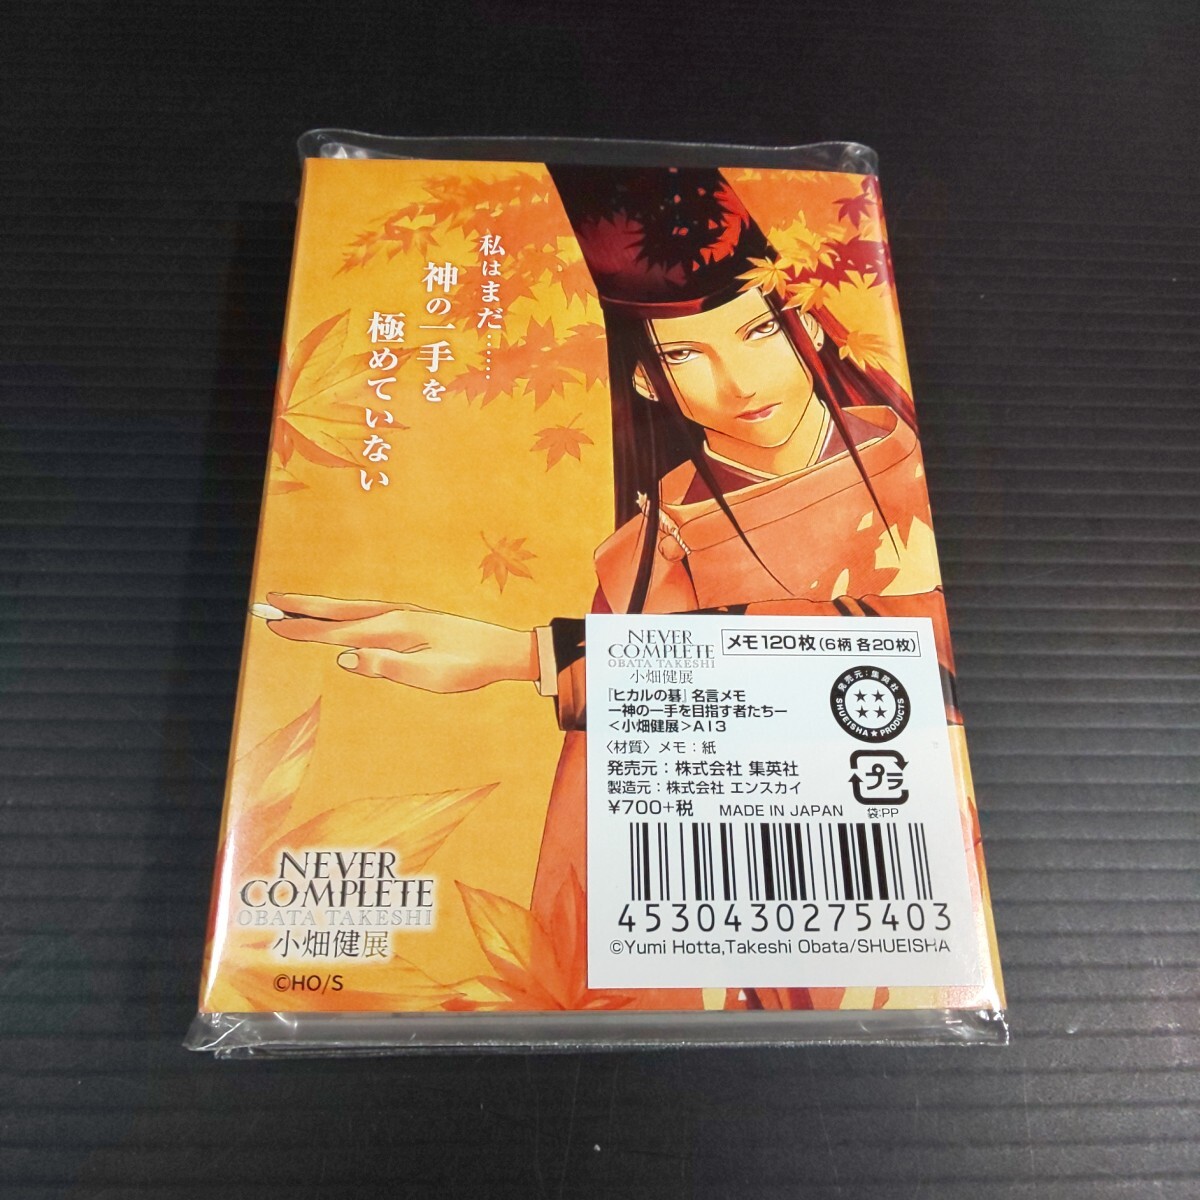 私はまだ……
神の一手を
極めていない
NEVER
COMPLETE
OBATA TAKESHI
小畑健展
©HO/S
NEVER
COMPLETE
OBATA TAKESHI
小畑健展
メモ120枚(6柄 各20枚)
『ヒカルの碁』名言メモ
―神の一手を目指す者たち―
<小畑健展>A13
〈材質〉メモ：紙
発売元：株式会社 集英社
製造元：株式会社 エンスカイ
¥700+税 MADE IN JAPAN
発売元：集英社
SHUEISHA★PRODUCTS
プラ
袋:PP
4530430275403
©Yumi Hotta,Takeshi Obata/SHUEISHA